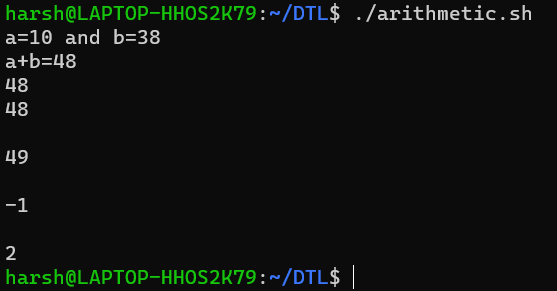 harsh@LAPTOP-HHOS2K79:~/DTL$ ./arithmetic.sh
a=10 and b=38
a+b=48
48
48
49
-1
2
harsh@LAPTOP-HHOS2K79:~/DTL$